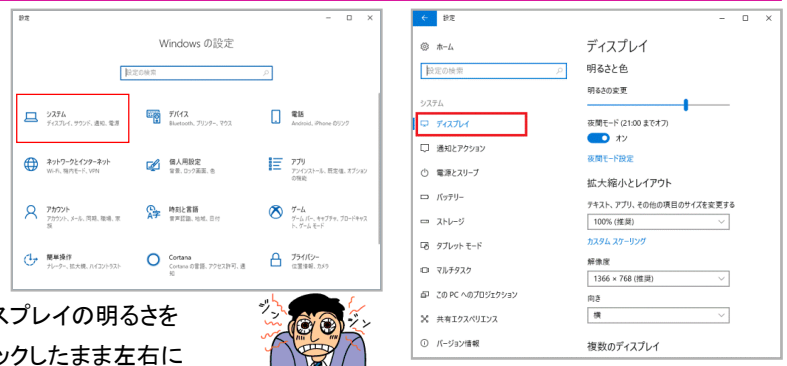 設定
Windows の設定
設定の検索
システム
ディスプレイ、サウンド、通知、電源
デバイス
Bluetooth、プリンター、マウス
電話
Android、iPhone のリンク
ネットワークとインターネット
Wi-Fi、機内モード、VPN
個人用設定
背景、ロック画面、色
アプリ
アンインストール、既定値、オプション
の機能
アカウント
アカウント、メール、同期、職場、家
族
時刻と言語
音声認識、地域、日付
ゲーム
ゲーム バー、キャプチャ、ブロードキャス
ト、ゲーム モード
簡単操作
ナレーター、拡大鏡、ハイコントラスト
Cortana
Cortana の言語、アクセス許可、通
知
プライバシー
位置情報、カメラ
スプレイの明るさを
ックしたまま左右に
設定
ホーム
設定の検索
システム
ディスプレイ
通知とアクション
電源とスリープ
バッテリー
ストレージ
タブレット モード
マルチタスク
この PC へのプロジェクション
共有エクスペリエンス
バージョン情報
ディスプレイ
明るさと色
明るさの変更
夜間モード (21:00 までオフ)
オン
夜間モード設定
拡大縮小とレイアウト
テキスト、アプリ、その他の項目のサイズを変更する
100% (推奨)
カスタム スケーリング
解像度
1366 × 768 (推奨)
向き
横
複数のディスプレイ